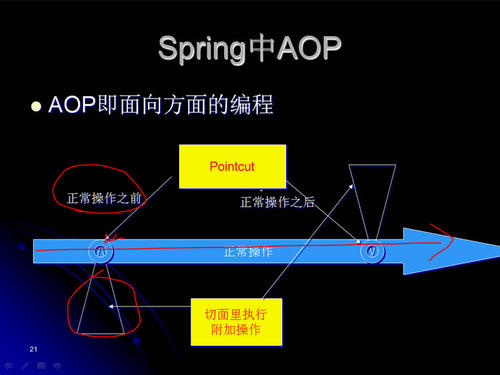 Spring中AOP
AOP即面向方面的编程
Pointcut
正常操作之前
正常操作之后
正常操作
切面里执行
附加操作
21